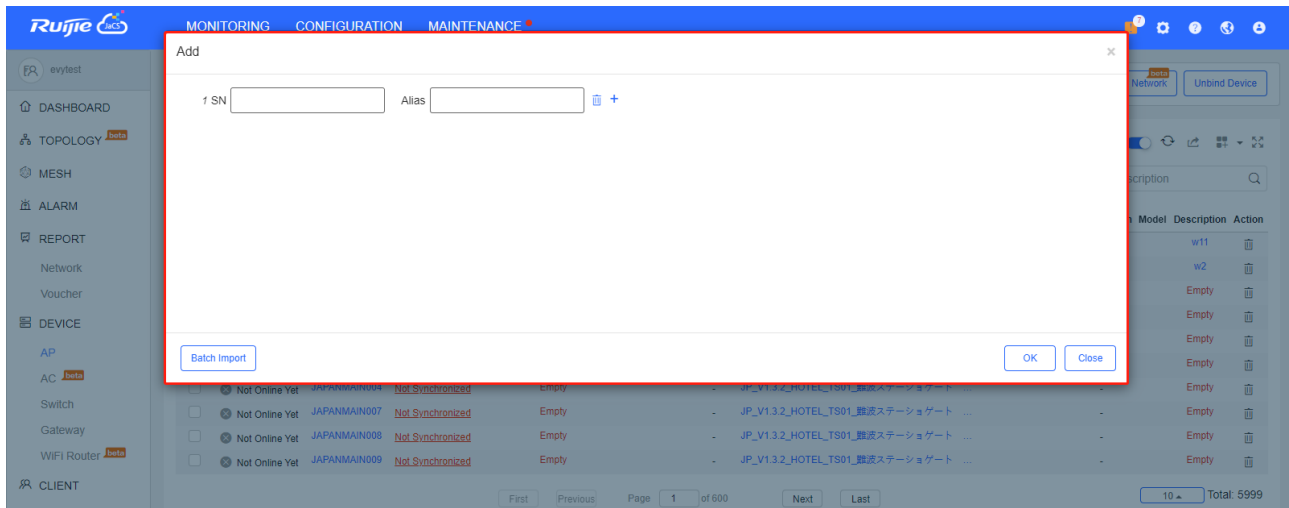 Ruijie JaCS MONITORING CONFIGURATION MAINTENANCE 7
evytest
Add
Network beta Unbind Device
1 SN Alias
DASHBOARD
TOPOLOGY beta
MESH
ALARM
REPORT
Network
Voucher
DEVICE
AP
AC beta
Switch
Gateway
WiFi Router beta
CLIENT
scription
Model Description Action
w11
w2
Empty
Empty
Empty
Empty
Batch Import OK Close
Not Online Yet JAPANMAIN004 Not Synchronized Empty - JP_V1.3.2_HOTEL_TS01_難波ステーショゲート ... - Empty
Not Online Yet JAPANMAIN007 Not Synchronized Empty - JP_V1.3.2_HOTEL_TS01_難波ステーショゲート ... - Empty
Not Online Yet JAPANMAIN008 Not Synchronized Empty - JP_V1.3.2_HOTEL_TS01_難波ステーショゲート ... - Empty
Not Online Yet JAPANMAIN009 Not Synchronized Empty - JP_V1.3.2_HOTEL_TS01_難波ステーショゲート ... - Empty
First Previous Page 1 of 600 Next Last 10 Total: 5999